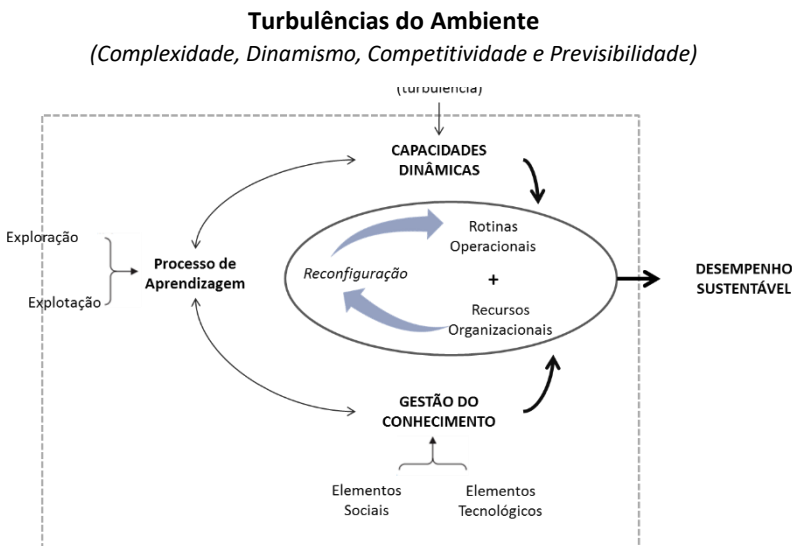 Turbulências do Ambiente
(Complexidade, Dinamismo, Competitividade e Previsibilidade)
(turbulência)
CAPACIDADES
DINÂMICAS
Exploração
Explotação
Processo de
Aprendizagem
Reconfiguração
Rotinas
Operacionais
+
Recursos
Organizacionais
DESEMPENHO
SUSTENTÁVEL
GESTÃO DO
CONHECIMENTO
Elementos
Sociais
Elementos
Tecnológicos